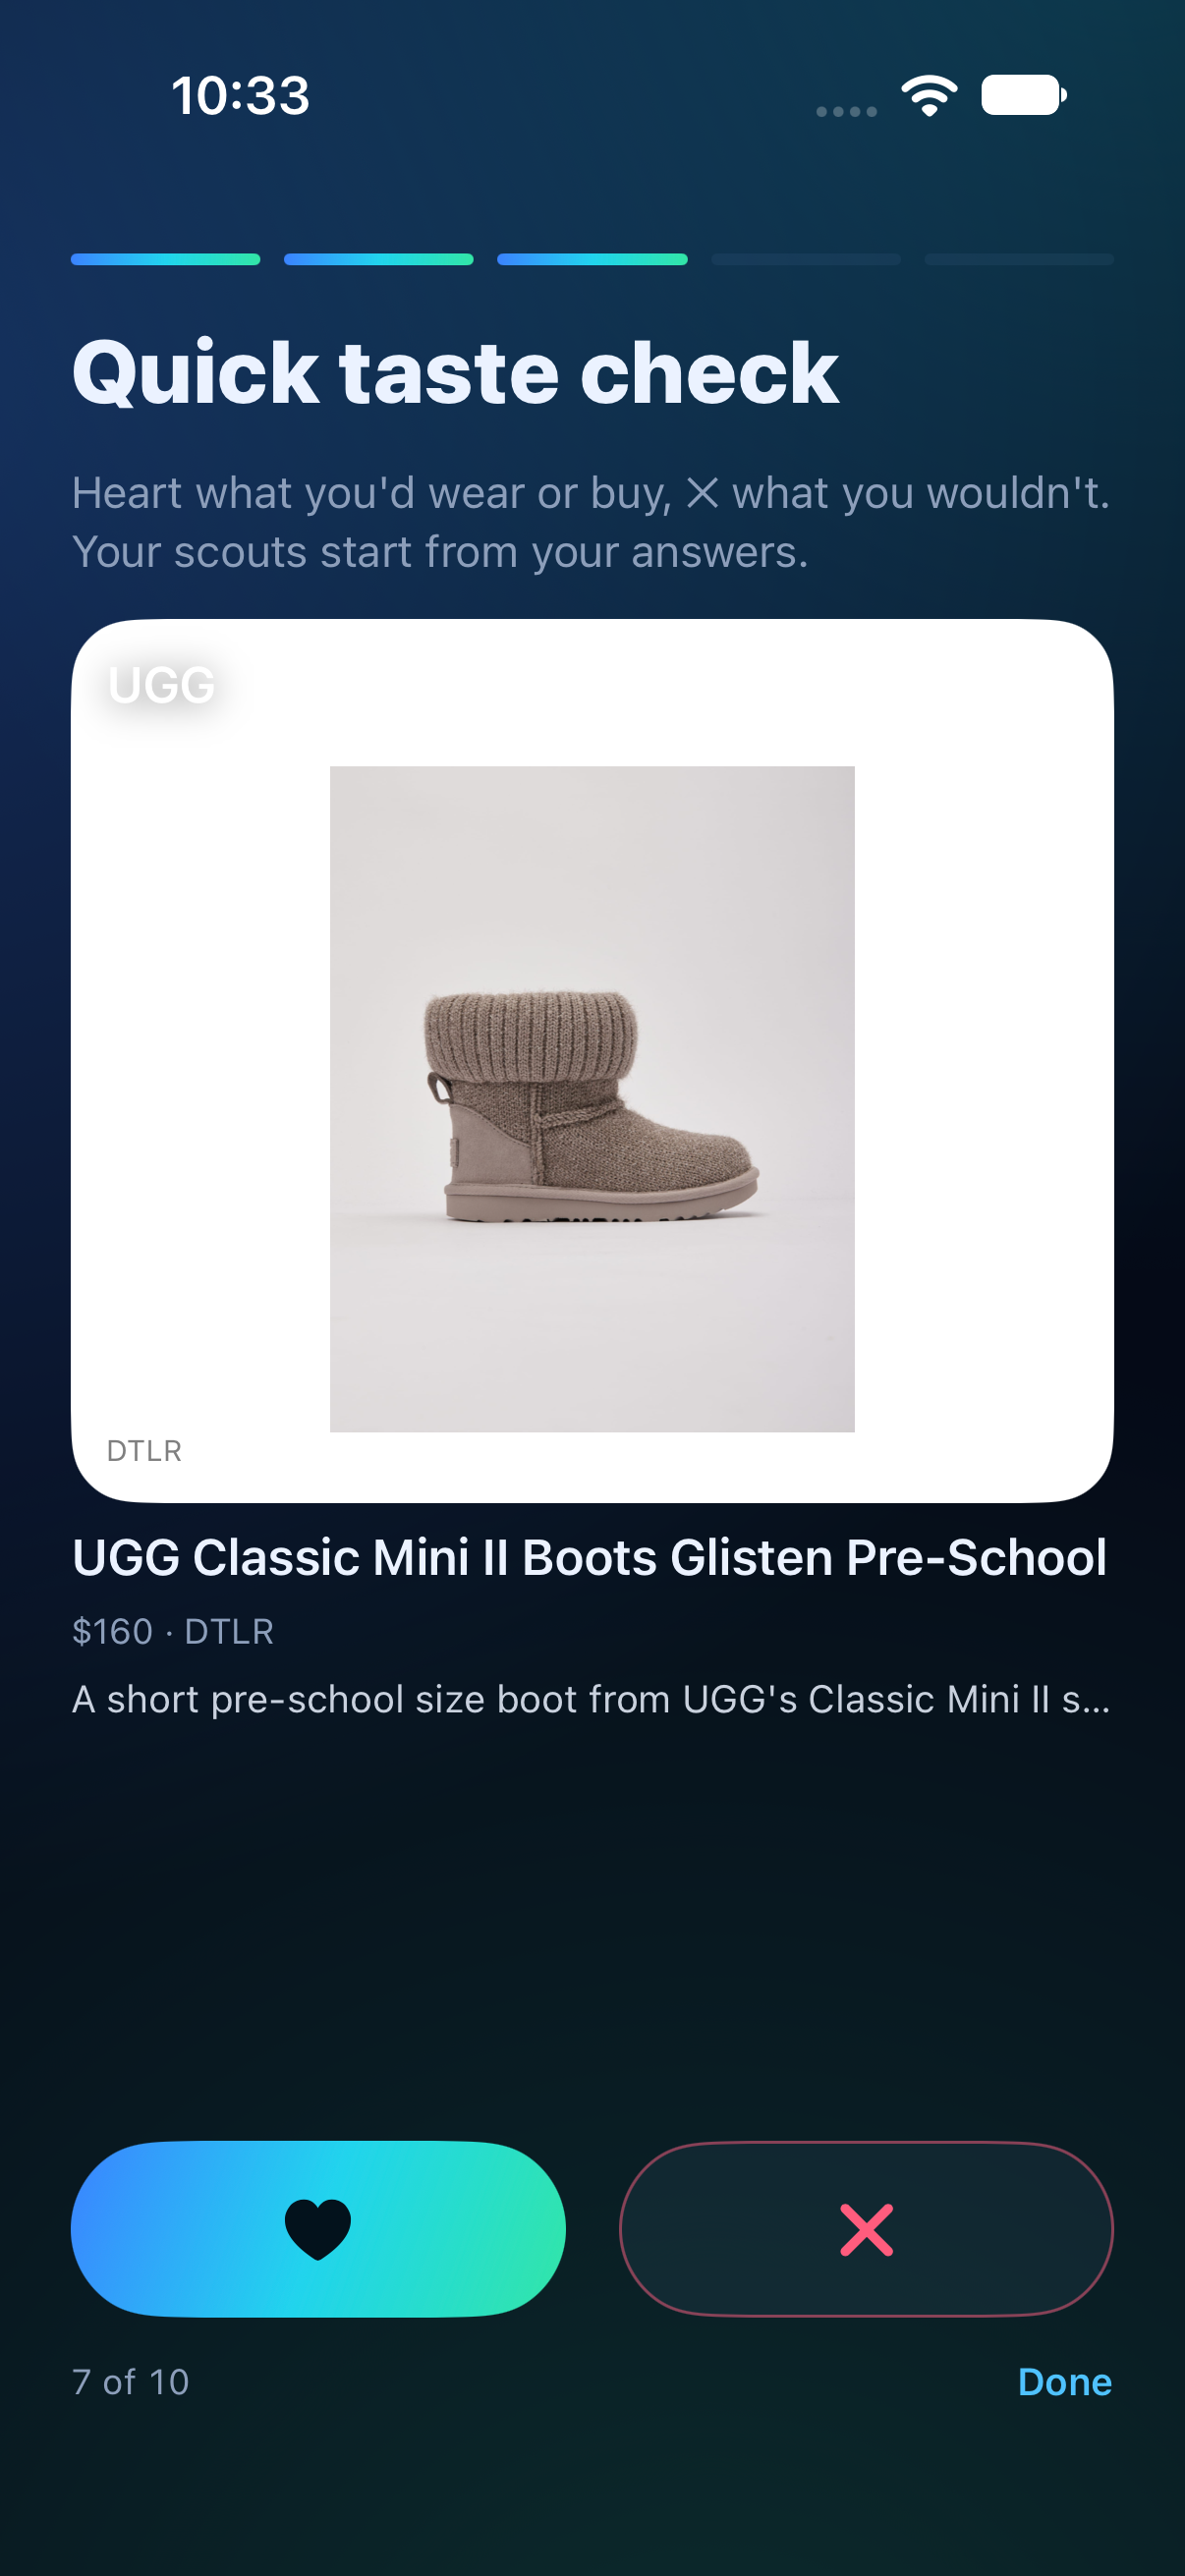 10:33
Quick taste check
Heart what you'd wear or buy, × what you wouldn't.
Your scouts start from your answers.
UGG
DTLR
UGG Classic Mini II Boots Glisten Pre-School
$160 · DTLR
A short pre-school size boot from UGG's Classic Mini II s...
7 of 10
Done